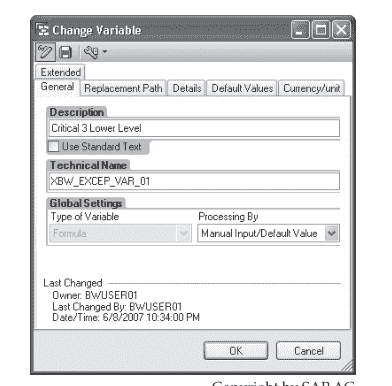 Change Variable
Extended
General Replacement Path Details Default Values Currency/unit
Description
Critical 3 Lower Level
Use Standard Text
Technical Name
XBW_EXCEP_VAR_01
Global Settings
Type of Variable Processing By
Formula Manual Input/Default Value
Last Changed
Owner: BWUSER01
Last Changed By: BWUSER01
Date/Time: 6/8/2007 10:34:00 PM
OK Cancel
Copyright by SAP AG